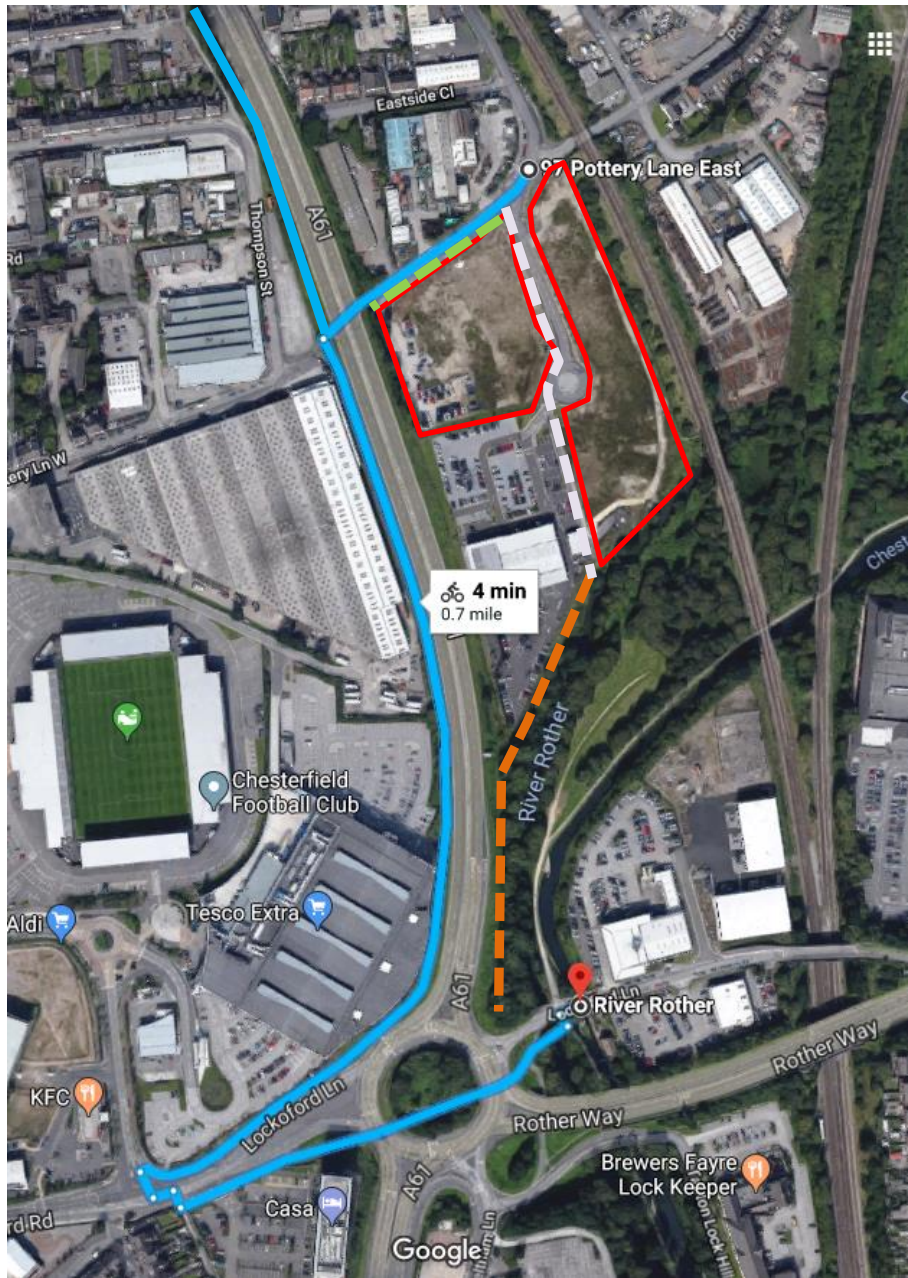 Eastside Cl
97 Pottery Lane East
A61
Thompson St
Rd
ery Ln W
4 min
0.7 mile
Chest
River Rother
Chesterfield
Football Club
Tesco Extra
Aldi
A61
River Rother
KFC
Lockoford Ln
Rother Way
Rother Way
A61
Brewers Fayre
Lock Keeper
Casa
rd Rd
Google